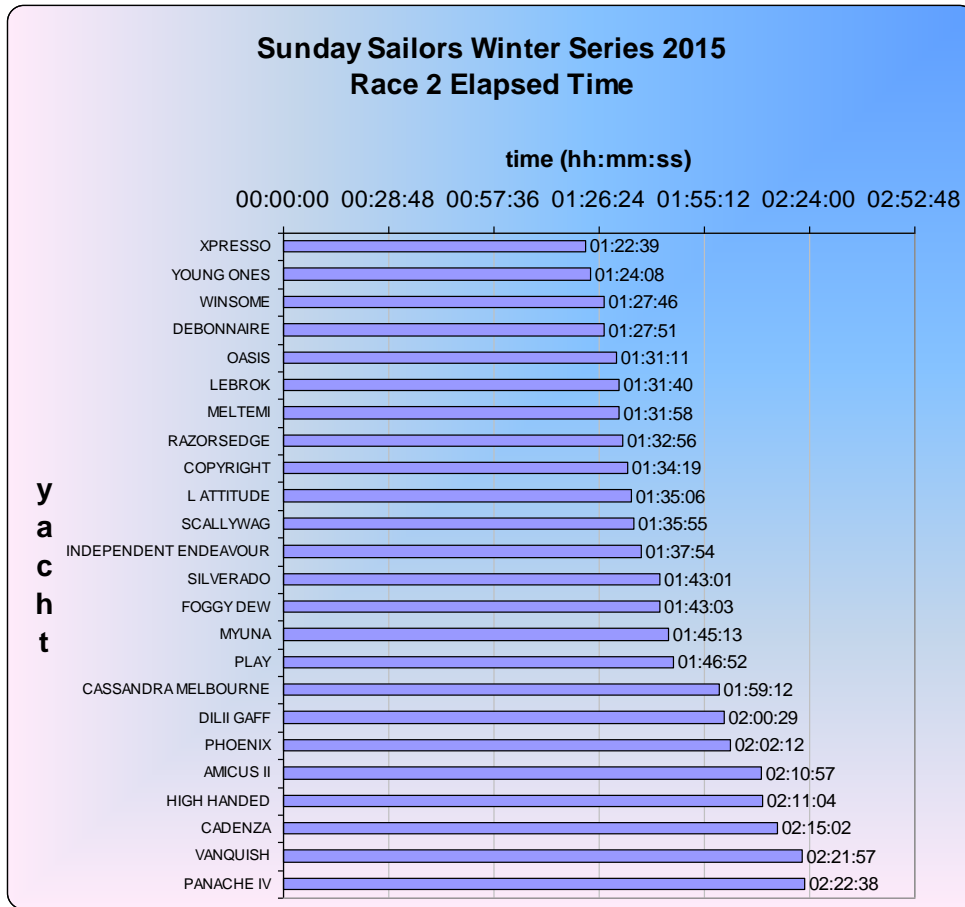 Sunday Sailors Winter Series 2015
Race 2 Elapsed Time
time (hh:mm:ss)
00:00:00 00:28:48 00:57:36 01:26:24 01:55:12 02:24:00 02:52:48
XPRESSO 01:22:39
YOUNG ONES 01:24:08
WINSOME 01:27:46
DEBONNAIRE 01:27:51
OASIS 01:31:11
LEBROK 01:31:40
MELTEMI 01:31:58
RAZORSEDGE 01:32:56
COPYRIGHT 01:34:19
L ATTITUDE 01:35:06
SCALLYWAG 01:35:55
INDEPENDENT ENDEAVOUR 01:37:54
SILVERADO 01:43:01
FOGGY DEW 01:43:03
MYUNA 01:45:13
PLAY 01:46:52
CASSANDRA MELBOURNE 01:59:12
DILII GAFF 02:00:29
PHOENIX 02:02:12
AMICUS II 02:10:57
HIGH HANDED 02:11:04
CADENZA 02:15:02
VANQUISH 02:21:57
PANACHE IV 02:22:38
yacht